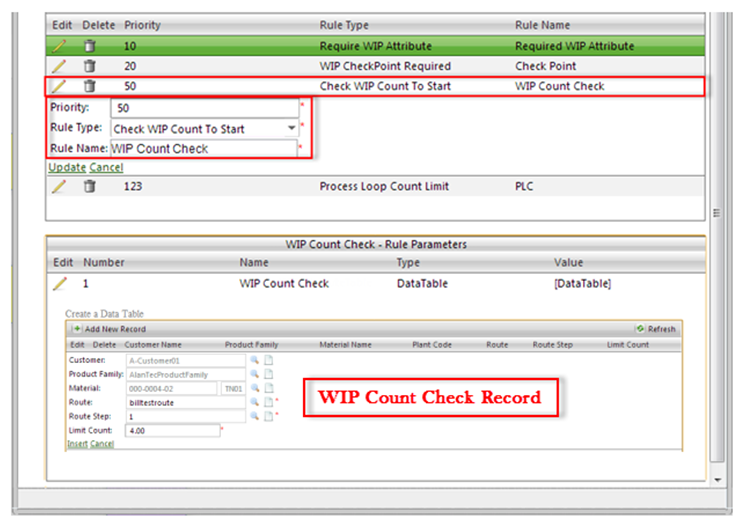 Edit Delete Priority Rule Type Rule Name
10 Require WIP Attribute Required WIP Attribute
20 WIP CheckPoint Required Check Point
50 Check WIP Count To Start WIP Count Check
Priority: 50 *
Rule Type: Check WIP Count To Start *
Rule Name: WIP Count Check *
Update Cancel
123 Process Loop Count Limit PLC
WIP Count Check - Rule Parameters
Edit Number Name Type Value
1 WIP Count Check DataTable [DataTable]
Create a Data Table
Add New Record Refresh
Edit Delete Customer Name Product Family Material Name Plant Code Route Route Step Limit Count
Customer: A-Customer01
Product Family: AlanTecProductFamily
Material: 000-0004-02 TN01
Route: billtestroute *
Route Step: 1 *
Limit Count: 4.00 *
Insert Cancel
WIP Count Check Record